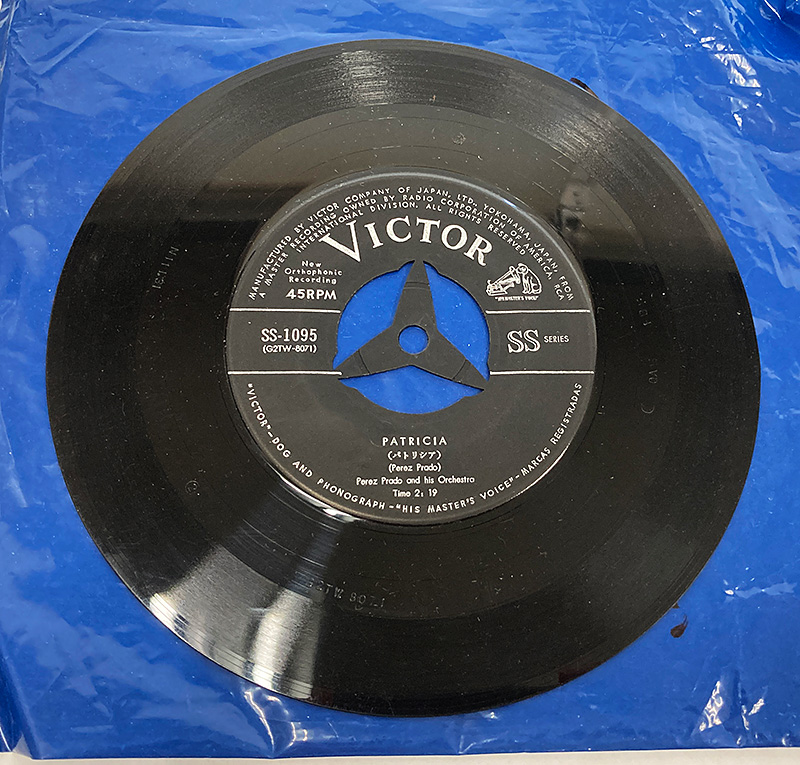 MANUFACTURED BY VICTOR COMPANY OF JAPAN, LTD., YOKOHAMA, JAPAN, FROM
A MASTER RECORDING OWNED BY RADIO CORPORATION OF AMERICA, RCA
INTERNATIONAL DIVISION. ALL RIGHTS RESERVED
VICTOR
New
Orthophonic
Recording
45RPM
"HIS MASTER'S VOICE"
SS-1095
(G2TW-8071)
SS SERIES
PATRICIA
(パトリシア)
(Perez Prado)
Perez Prado and his Orchestra
Time 2: 19
"VICTOR"-DOG AND PHONOGRAPH-"HIS MASTER'S VOICE"-MARCAS REGISTRADAS